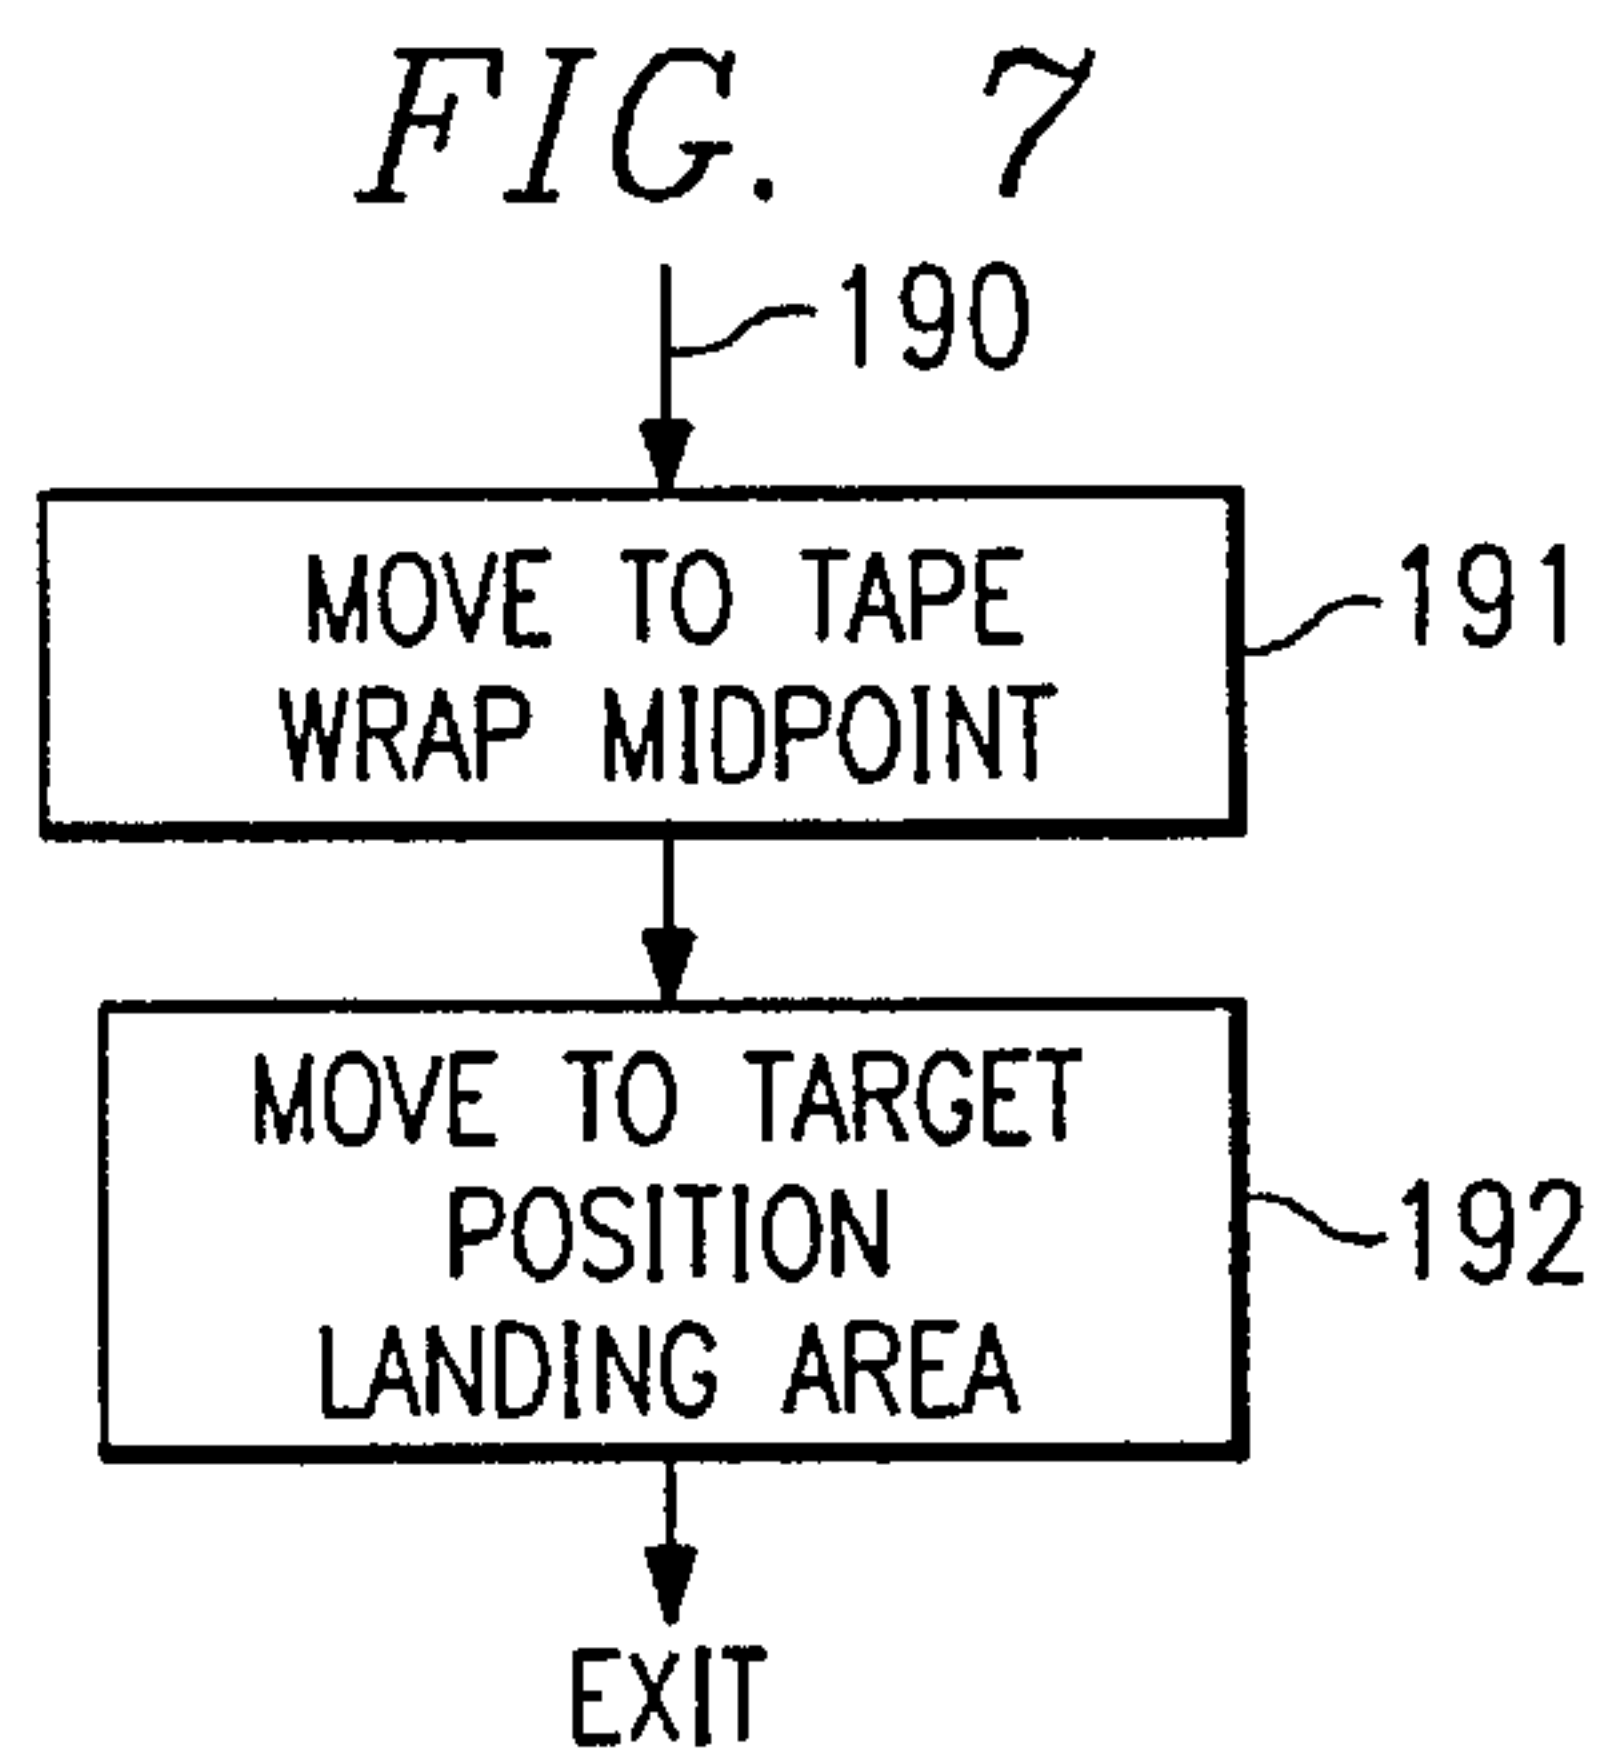 FIG. 7
190
MOVE TO TAPE
WRAP MIDPOINT
191
MOVE TO TARGET
POSITION
LANDING AREA
192
EXIT